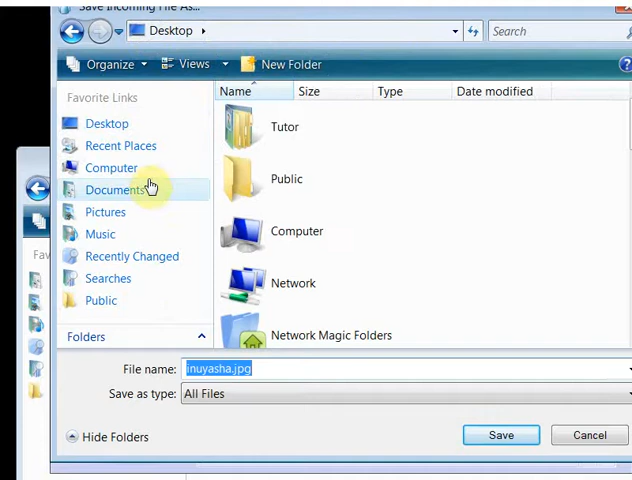 Save Incoming File As...
Desktop
Search
Organize
Views
New Folder
Favorite Links
Name
Size
Type
Date modified
Desktop
Recent Places
Computer
Documents
Pictures
Music
Recently Changed
Searches
Public
Folders
Tutor
Public
Computer
Network
Network Magic Folders
File name: inuyasha.jpg
Save as type: All Files
Hide Folders
Save
Cancel
Fav